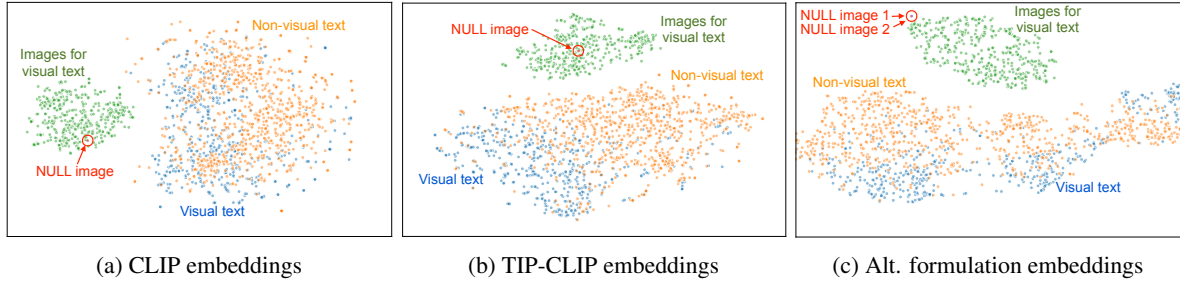 Non-visual text
Images for
visual text
NULL image
Visual text
(a) CLIP embeddings
Images for
visual text
NULL image
Non-visual text
Visual text
(b) TIP-CLIP embeddings
NULL image 1
NULL image 2
Images for
visual text
Non-visual text
Visual text
(c) Alt. formulation embeddings